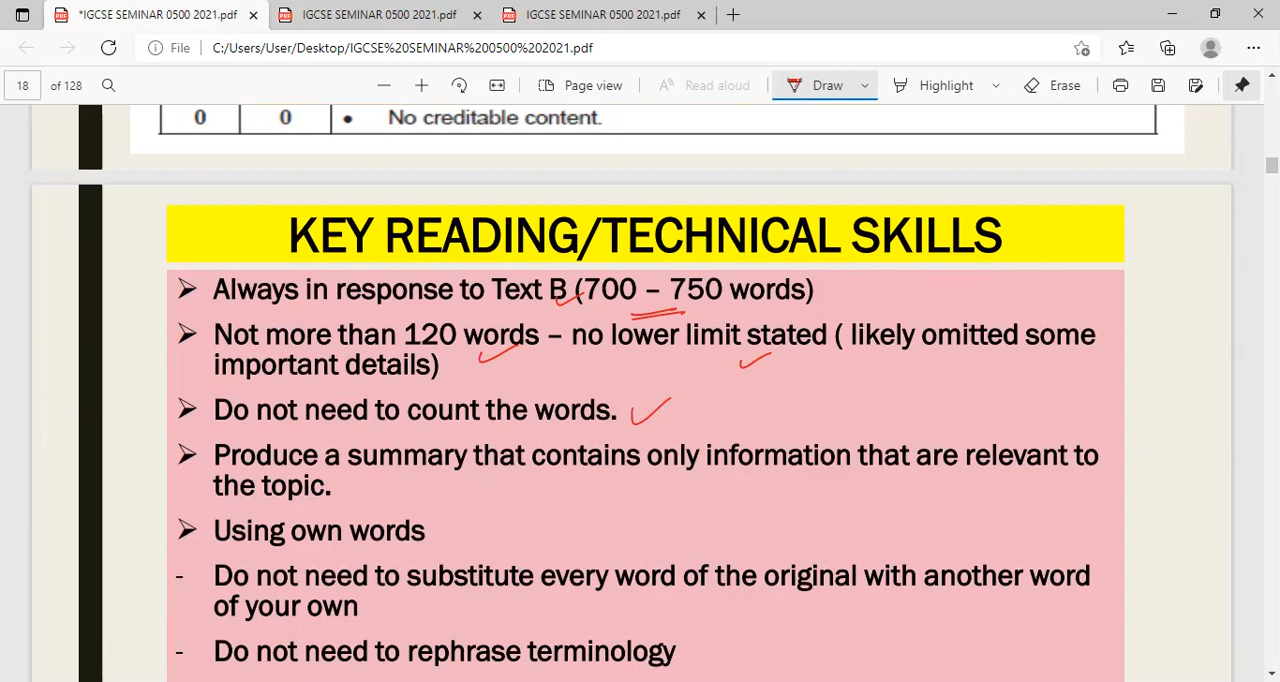 *IGCSE SEMINAR 0500 2021.pdf
IGCSE SEMINAR 0500 2021.pdf
IGCSE SEMINAR 0500 2021.pdf
File
C:/Users/User/Desktop/IGCSE%20SEMINAR%200500%202021.pdf
18 of 128
Page view
Read aloud
Draw
Highlight
Erase
0 0 • No creditable content.
KEY READING/TECHNICAL SKILLS
➢ Always in response to Text B (700 – 750 words)
➢ Not more than 120 words – no lower limit stated ( likely omitted some
important details)
➢ Do not need to count the words.
➢ Produce a summary that contains only information that are relevant to
the topic.
➢ Using own words
- Do not need to substitute every word of the original with another word
of your own
- Do not need to rephrase terminology